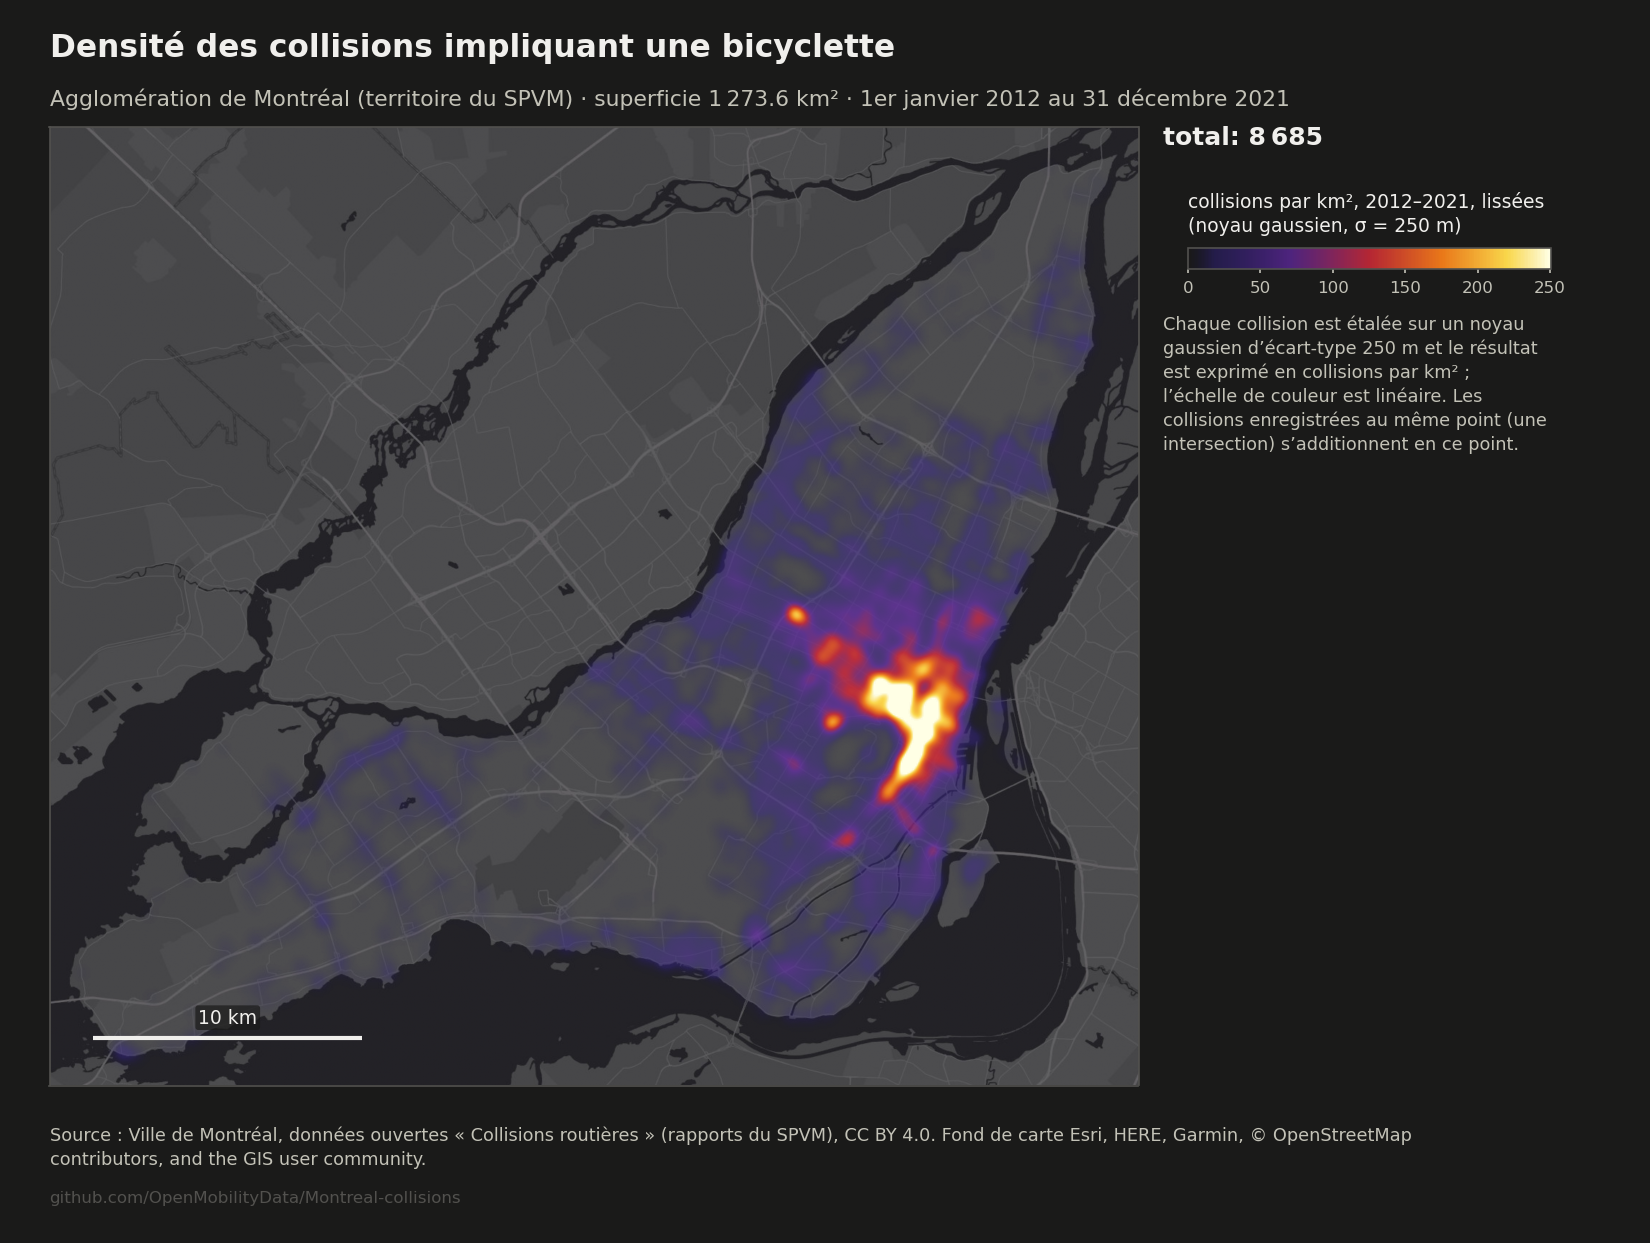 Densité des collisions impliquant une bicyclette
Agglomération de Montréal (territoire du SPVM) · superficie 1 273.6 km² · 1er janvier 2012 au 31 décembre 2021
total: 8 685
collisions par km², 2012–2021, lissées
(noyau gaussien, σ = 250 m)
0 50 100 150 200 250
Chaque collision est étalée sur un noyau
gaussien d’écart-type 250 m et le résultat
est exprimé en collisions par km² ;
l’échelle de couleur est linéaire. Les
collisions enregistrées au même point (une
intersection) s’additionnent en ce point.
10 km
Source : Ville de Montréal, données ouvertes « Collisions routières » (rapports du SPVM), CC BY 4.0. Fond de carte Esri, HERE, Garmin, © OpenStreetMap
contributors, and the GIS user community.
github.com/OpenMobilityData/Montreal-collisions